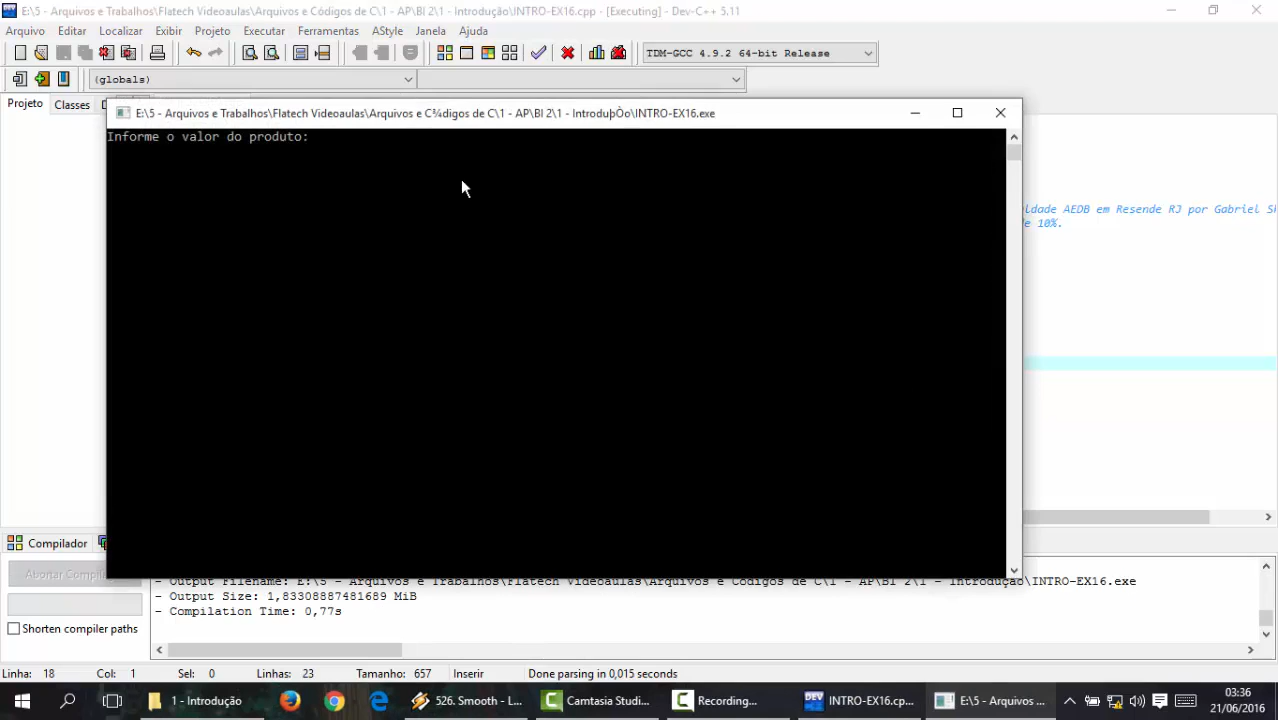 E:\5 - Arquivos e Trabalhos\Flatech Videoaulas\Arquivos e Códigos de C\1 - AP\BI 2\1 - Introdução\INTRO-EX16.cpp - [Executing] - Dev-C++ 5.11
Arquivo Editar Localizar Exibir Projeto Executar Ferramentas AStyle Janela Ajuda
TDM-GCC 4.9.2 64-bit Release
(globals)
Projeto Classes
E:\5 - Arquivos e Trabalhos\Flatech Videoaulas\Arquivos e C¾digos de C\1 - AP\BI 2\1 - IntroduþÒo\INTRO-EX16.exe
Informe o valor do produto:
AEDB em Resende RJ por Gabriel
10%.
Compilador
Abortar
- Output Filename: E:\5 - Arquivos e Trabalhos\Flatech Videoaulas\Arquivos e Códigos de C\1 - AP\BI 2\1 - Introdução\INTRO-EX16.exe
- Output Size: 1,83308887481689 MiB
- Compilation Time: 0,77s
Shorten compiler paths
Linha: 18 Col: 1 Sel: 0 Linhas: 23 Tamanho: 657 Inserir Done parsing in 0,015 seconds
1 - Introdução
526. Smooth - L...
Camtasia Studi...
Recording...
DEV INTRO-EX16.cp...
E:\5 - Arquivos ...
03:36
21/06/2016